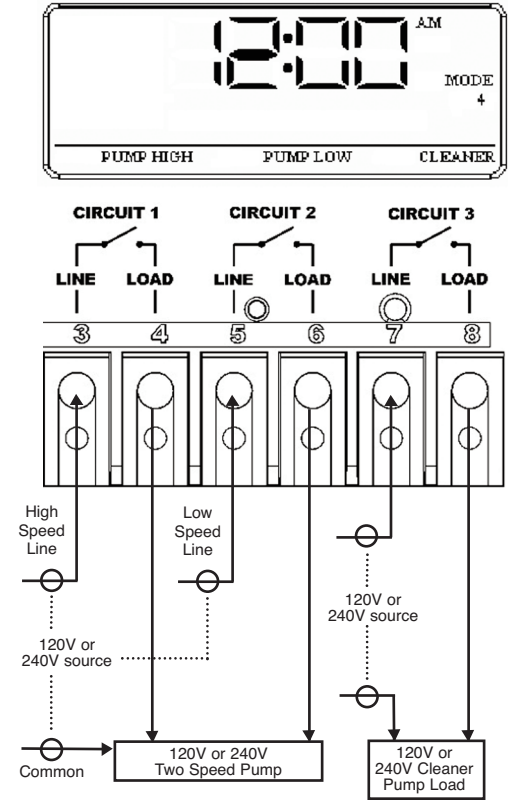 12:00 AM
MODE
4
PUMP HIGH PUMP LOW CLEANER
CIRCUIT 1 CIRCUIT 2 CIRCUIT 3
LINE LOAD LINE LOAD LINE LOAD
3 4 5 6 7 8
High
Speed
Line
Low
Speed
Line
120V or
240V source
120V or
240V source
Common
120V or 240V
Two Speed Pump
120V or
240V Cleaner
Pump Load